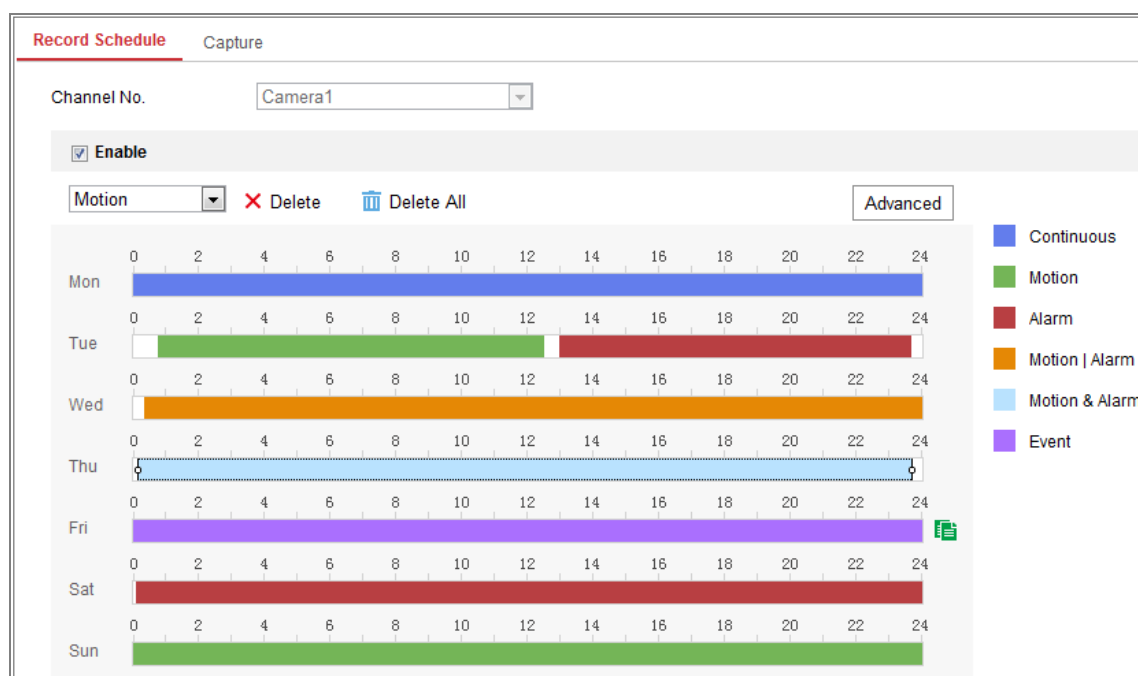 Record Schedule Capture
Channel No. Camera1
Enable
Motion Delete Delete All Advanced
Continuous
0 2 4 6 8 10 12 14 16 18 20 22 24
Mon
Motion
0 2 4 6 8 10 12 14 16 18 20 22 24
Alarm
Tue
Motion | Alarm
0 2 4 6 8 10 12 14 16 18 20 22 24
Wed
Motion & Alarm
0 2 4 6 8 10 12 14 16 18 20 22 24
Event
Thu
0 2 4 6 8 10 12 14 16 18 20 22 24
Fri
0 2 4 6 8 10 12 14 16 18 20 22 24
Sat
0 2 4 6 8 10 12 14 16 18 20 22 24
Sun